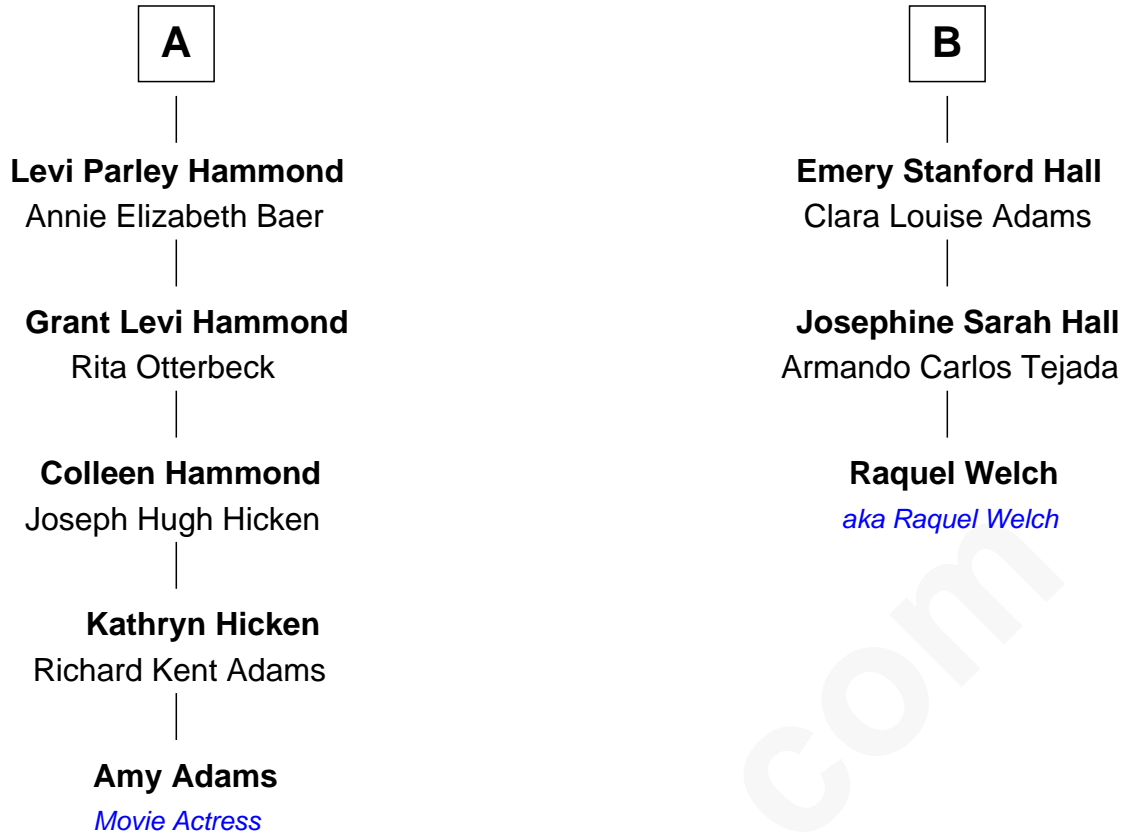 A
Levi Parley Hammond
Annie Elizabeth Baer
Grant Levi Hammond
Rita Otterbeck
Colleen Hammond
Joseph Hugh Hicken
Kathryn Hicken
Richard Kent Adams
Amy Adams
Movie Actress
B
Emery Stanford Hall
Clara Louise Adams
Josephine Sarah Hall
Armando Carlos Tejada
Raquel Welch
aka Raquel Welch
com